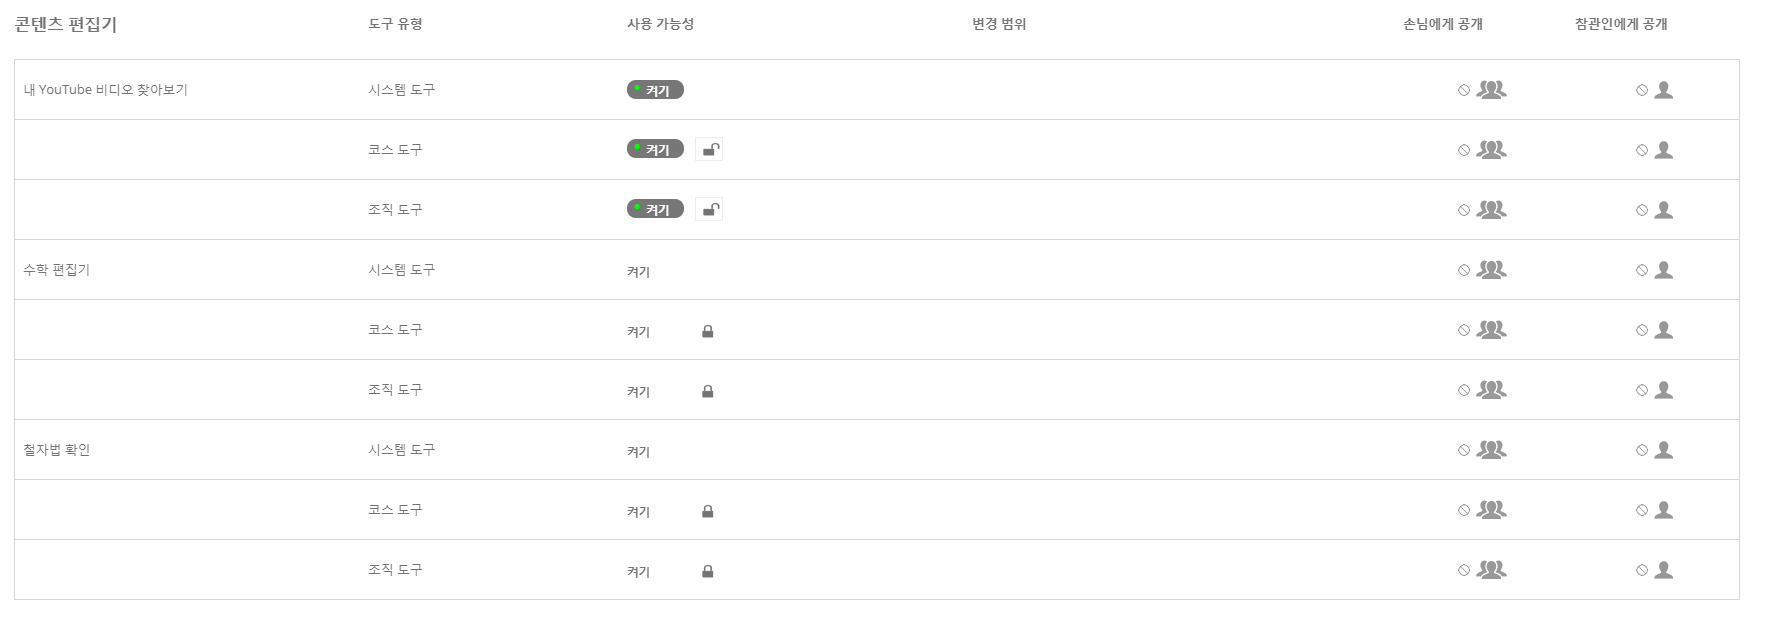 콘텐츠 편집기 도구 유형 사용 가능성 변경 범위 손님에게 공개 참관인에게 공개
내 YouTube 비디오 찾아보기 시스템 도구 켜기
코스 도구 켜기
조직 도구 켜기
수학 편집기 시스템 도구 켜기
코스 도구 켜기
조직 도구 켜기
철자법 확인 시스템 도구 켜기
코스 도구 켜기
조직 도구 켜기